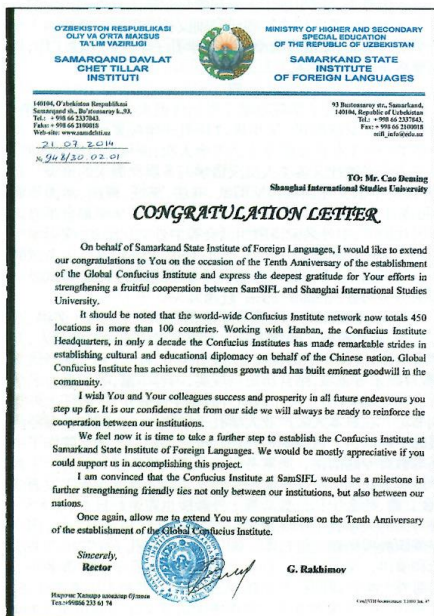 O'ZBEKISTON RESPUBLIKASI
OLIY VA O'RTA MAXSUS
TA'LIM VAZIRLIGI
SAMARQAND DAVLAT
CHET TILLAR
INSTITUTI
MINISTRY OF HIGHER AND SECONDARY
SPECIAL EDUCATION
OF THE REPUBLIC OF UZBEKISTAN
SAMARKAND STATE
INSTITUTE
OF FOREIGN LANGUAGES
140104, O'zbekiston Respublikasi
Samarqand sh., Bo'stonsaroy k.,93.
Tel.: + 998 66 2337843.
Faks: + 998 66 2100018
Web-site: www.samdchti.uz
93 Bustonsaroy str., Samarkand,
140104, Republic of Uzbekistan
Tel.: + 998 66 2337843.
Fax: + 998 66 2100018
mifl_info@edu.uz
21.07.2014
№ 948/30.02.01
TO: Mr. Cao Deming
Shanghai International Studies University
CONGRATULATION LETTER
On behalf of Samarkand State Institute of Foreign Languages, I would like to extend
our congratulations to You on the occasion of the Tenth Anniversary of the establishment
of the Global Confucius Institute and express the deepest gratitude for Your efforts in
strengthening a fruitful cooperation between SamSIFL and Shanghai International Studies
University.
It should be noted that the world-wide Confucius Institute network now totals 450
locations in more than 100 countries. Working with Hanban, the Confucius Institute
Headquarters, in only a decade the Confucius Institutes has made remarkable strides in
establishing cultural and educational diplomacy on behalf of the Chinese nation. Global
Confucius Institute has achieved tremendous growth and has built eminent goodwill in the
community.
I wish You and Your colleagues success and prosperity in all future endeavours you
step up for. It is our confidence that from our side we will always be ready to reinforce the
cooperation between our institutions.
We feel now it is time to take a further step to establish the Confucius Institute at
Samarkand State Institute of Foreign Languages. We would be mostly appreciative if you
could support us in accomplishing this project.
I am convinced that the Confucius Institute at SamSIFL would be a milestone in
further strengthening friendly ties not only between our institutions, but also between our
nations.
Once again, allow me to extend You my congratulations on the Tenth Anniversary
of the establishment of the Global Confucius Institute.
Sincerely,
Rector
G. Rakhimov
Ижрочи: Халқаро алоқалар бўлими
Тел.:+99866 233 61 74